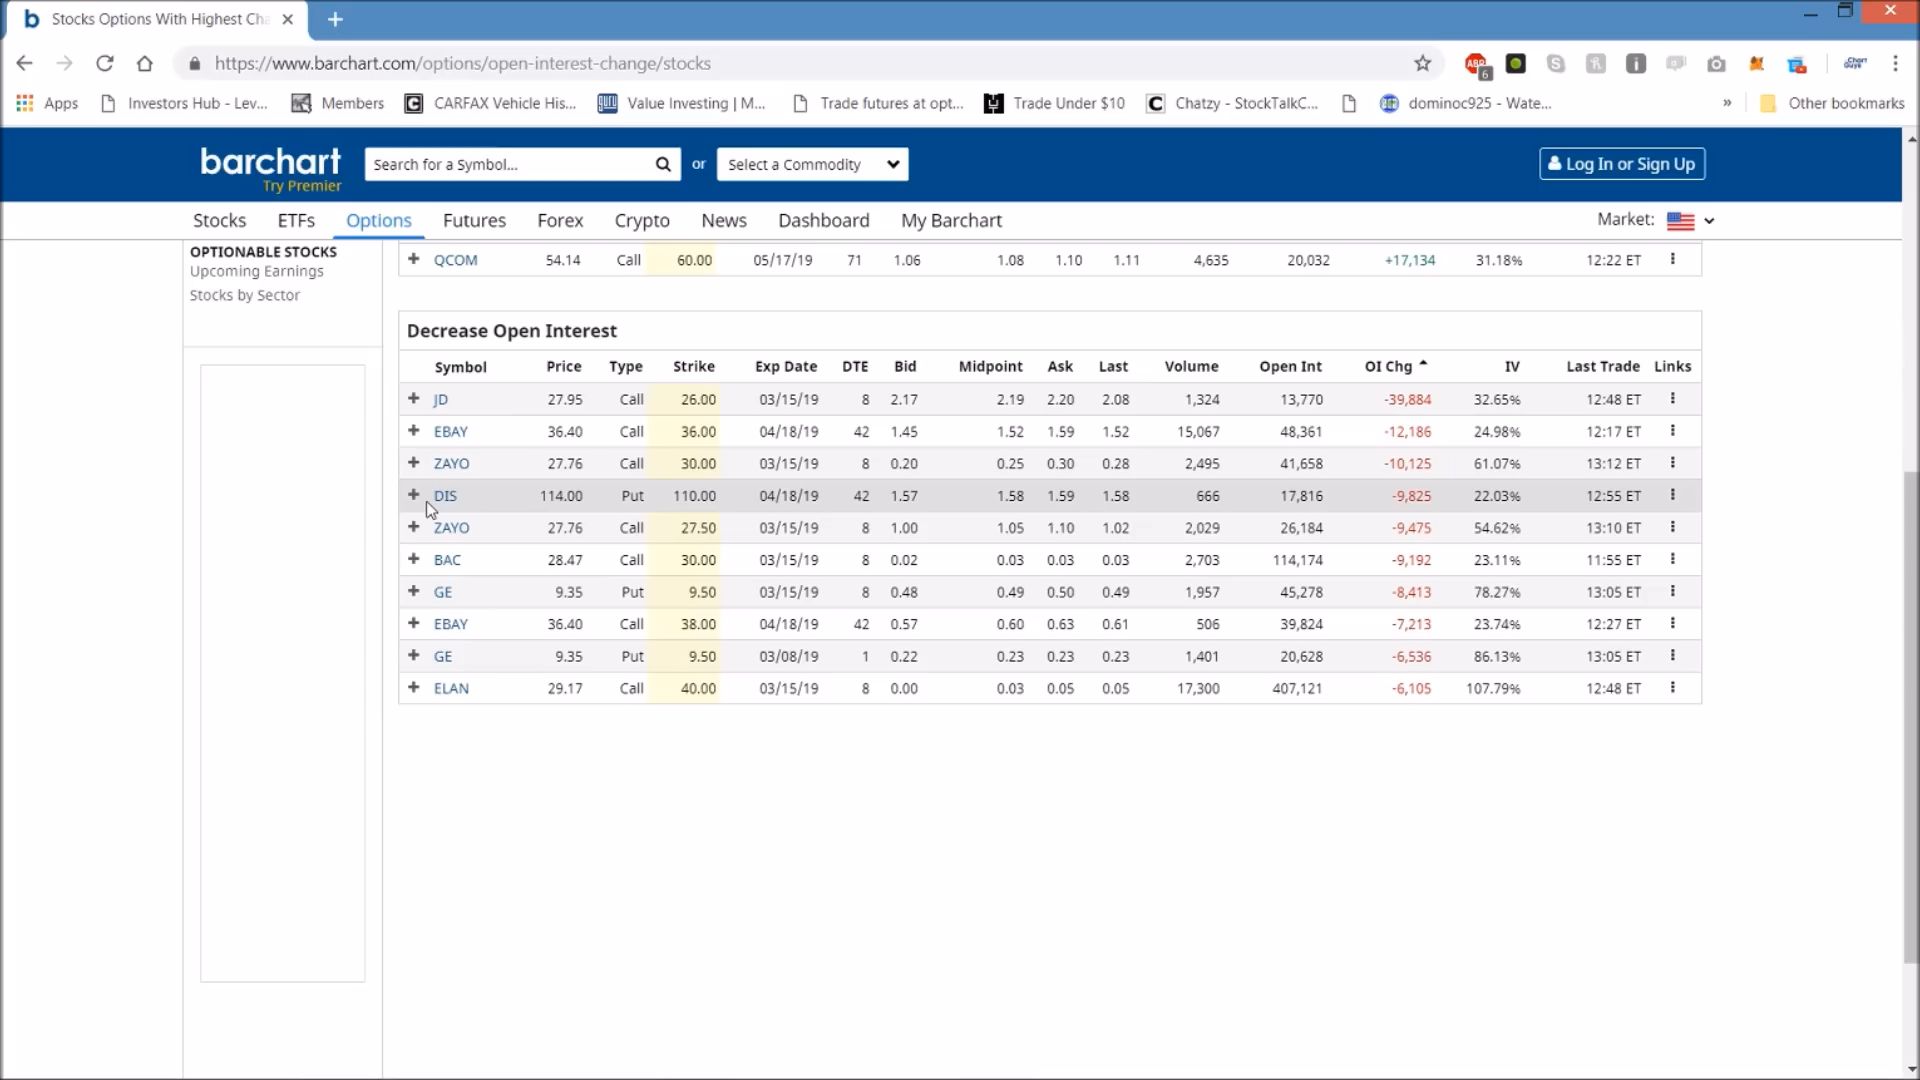 b Stocks Options With Highest Cha
https://www.barchart.com/options/open-interest-change/stocks
ABP 6
Apps Investors Hub - Lev... Members CARFAX Vehicle His... guru Value Investing | M... Trade futures at opt... Trade Under $10 Chatzy - StockTalkC... dominoc925 - Wate... » Other bookmarks
barchart Search for a Symbol... or Select a Commodity Log In or Sign Up
Try Premier
Stocks ETFs Options Futures Forex Crypto News Dashboard My Barchart Market:
OPTIONABLE STOCKS
Upcoming Earnings
Stocks by Sector
+ QCOM 54.14 Call 60.00 05/17/19 71 1.06 1.08 1.10 1.11 4,635 20,032 +17,134 31.18% 12:22 ET
Decrease Open Interest
Symbol Price Type Strike Exp Date DTE Bid Midpoint Ask Last Volume Open Int OI Chg IV Last Trade Links
+ JD 27.95 Call 26.00 03/15/19 8 2.17 2.19 2.20 2.08 1,324 13,770 -39,884 32.65% 12:48 ET
+ EBAY 36.40 Call 36.00 04/18/19 42 1.45 1.52 1.59 1.52 15,067 48,361 -12,186 24.98% 12:17 ET
+ ZAYO 27.76 Call 30.00 03/15/19 8 0.20 0.25 0.30 0.28 2,495 41,658 -10,125 61.07% 13:12 ET
+ DIS 114.00 Put 110.00 04/18/19 42 1.57 1.58 1.59 1.58 666 17,816 -9,825 22.03% 12:55 ET
+ ZAYO 27.76 Call 27.50 03/15/19 8 1.00 1.05 1.10 1.02 2,029 26,184 -9,475 54.62% 13:10 ET
+ BAC 28.47 Call 30.00 03/15/19 8 0.02 0.03 0.03 0.03 2,703 114,174 -9,192 23.11% 11:55 ET
+ GE 9.35 Put 9.50 03/15/19 8 0.48 0.49 0.50 0.49 1,957 45,278 -8,413 78.27% 13:05 ET
+ EBAY 36.40 Call 38.00 04/18/19 42 0.57 0.60 0.63 0.61 506 39,824 -7,213 23.74% 12:27 ET
+ GE 9.35 Put 9.50 03/08/19 1 0.22 0.23 0.23 0.23 1,401 20,628 -6,536 86.13% 13:05 ET
+ ELAN 29.17 Call 40.00 03/15/19 8 0.00 0.03 0.05 0.05 17,300 407,121 -6,105 107.79% 12:48 ET